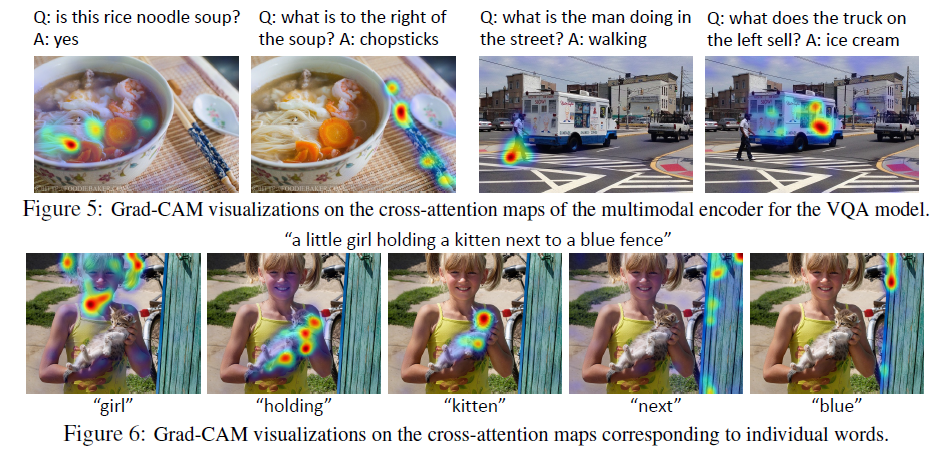 Q: is this rice noodle soup?
A: yes
Q: what is to the right of
the soup? A: chopsticks
Q: what is the man doing in
the street? A: walking
Q: what does the truck on
the left sell? A: ice cream
Figure 5: Grad-CAM visualizations on the cross-attention maps of the multimodal encoder for the VQA model.
“a little girl holding a kitten next to a blue fence”
“girl”
“holding”
“kitten”
“next”
“blue”
Figure 6: Grad-CAM visualizations on the cross-attention maps corresponding to individual words.